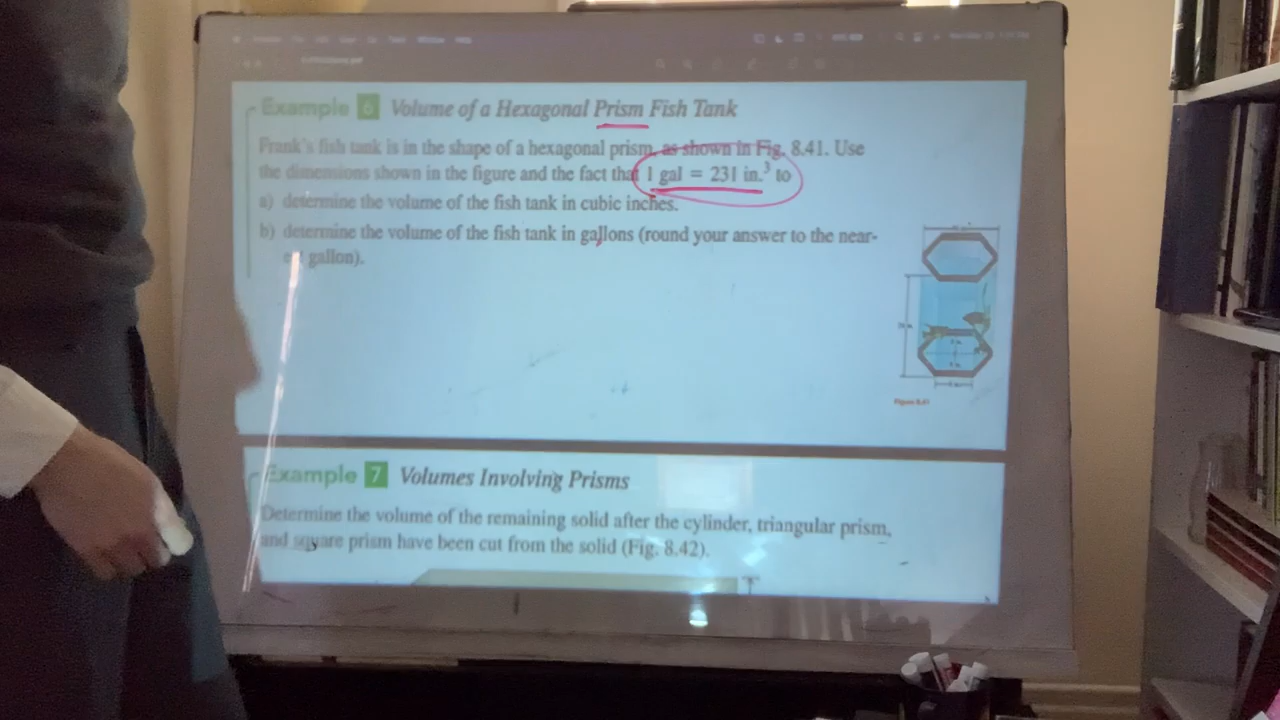 Example 6 Volume of a Hexagonal Prism Fish Tank
Frank's fish tank is in the shape of a hexagonal prism, as shown in Fig. 8.41. Use
the dimensions shown in the figure and the fact that 1 gal = 231 in.³ to
a) determine the volume of the fish tank in cubic inches.
b) determine the volume of the fish tank in gallons (round your answer to the near-
gallon).
Figure 8.41
Example 7 Volumes Involving Prisms
Determine the volume of the remaining solid after the cylinder, triangular prism,
and square prism have been cut from the solid (Fig. 8.42).